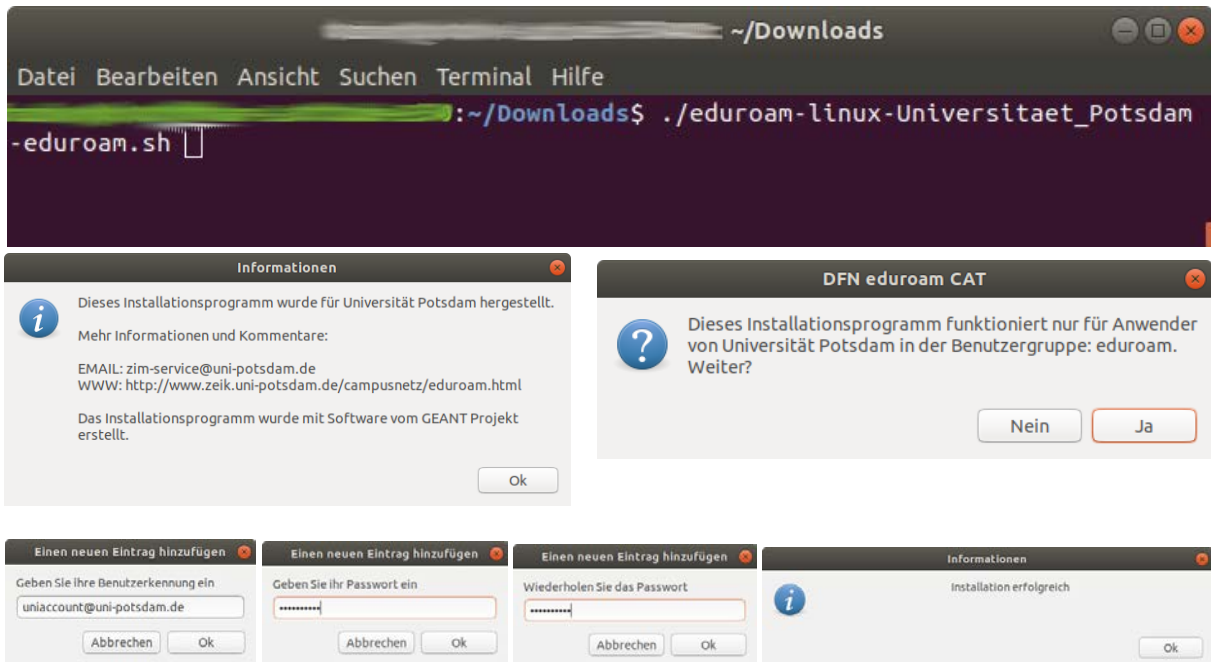 ~/Downloads
Datei Bearbeiten Ansicht Suchen Terminal Hilfe
:~/Downloads$ ./eduroam-linux-Universitaet_Potsdam
-eduroam.sh
Informationen
Dieses Installationsprogramm wurde für Universität Potsdam hergestellt.
Mehr Informationen und Kommentare:
EMAIL: zim-service@uni-potsdam.de
WWW: http://www.zeik.uni-potsdam.de/campusnetz/eduroam.html
Das Installationsprogramm wurde mit Software vom GEANT Projekt
erstellt.
Ok
DFN eduroam CAT
Dieses Installationsprogramm funktioniert nur für Anwender
von Universität Potsdam in der Benutzergruppe: eduroam.
Weiter?
Nein Ja
Einen neuen Eintrag hinzufügen
Geben Sie ihre Benutzerkennung ein
uniaccount@uni-potsdam.de
Abbrechen Ok
Einen neuen Eintrag hinzufügen
Geben Sie ihr Passwort ein
••••••••••
Abbrechen Ok
Einen neuen Eintrag hinzufügen
Wiederholen Sie das Passwort
••••••••••
Abbrechen Ok
Informationen
Installation erfolgreich
Ok